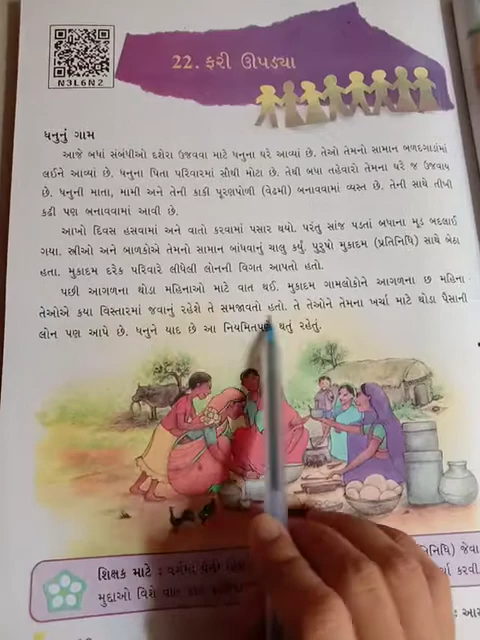 N3L6N2
22. ફરી ઊપડ્યા
ધનુનું ગામ
આજે બધાં સંબંધીઓ દશેરા ઉજવવા માટે ધનુના ઘરે આવ્યાં છે. તેઓ તેમનો સામાન બળદગાડાંમાં
લઈને આવ્યાં છે. ધનુના પિતા પરિવારમાં સૌથી મોટા છે. તેથી બધા તહેવારો તેમના ઘરે જ ઉજવાય
છે. ધનુની માતા, મામી અને તેની કાકી પૂરણપોળી (વેઢમી) બનાવવામાં વ્યસ્ત છે. તેની સાથે તીખી
કઢી પણ બનાવવામાં આવી છે.
આખો દિવસ હસવામાં અને વાતો કરવામાં પસાર થયો. પરંતુ સાંજ પડતાં બધાના મૂડ બદલાઈ
ગયા. સ્ત્રીઓ અને બાળકોએ તેમનો સામાન બાંધવાનું ચાલુ કર્યું. પુરુષો મુકાદમ (પ્રતિનિધિ) સાથે બેઠા
હતા. મુકાદમ દરેક પરિવારે લીધેલી લોનની વિગત આપતો હતો.
પછી આગળના થોડા મહિનાઓ માટે વાત થઈ. મુકાદમ ગામલોકોને આગળના છ મહિના
તેઓએ કયા વિસ્તારમાં જવાનું રહેશે તે સમજાવતો હતો. તે તેઓને તેમના ખર્ચા માટે થોડા પૈસાની
લોન પણ આપે છે. ધનુને યાદ છે આ નિયમિતપણે થતું રહેતું.
શિક્ષક માટે : વર્ગમાં
નિધિ) જેવા
મુદ્દાઓ વિશે વાત
કરવી.